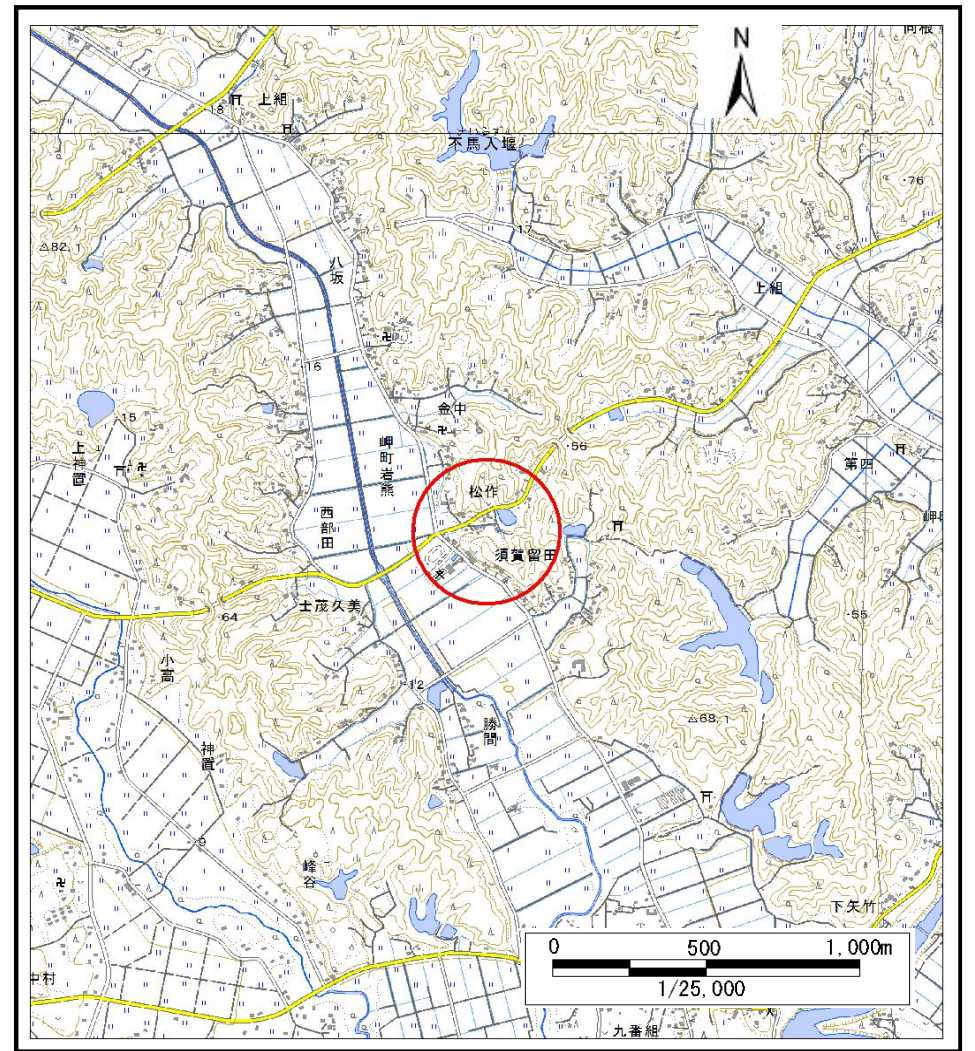 N
上組
・18
不馬入堰
・76
17
△82.1
八坂
上組
・16
金中
・15
・56
上神置
岬町岩熊
松作
第四
西部田
須賀留田
士茂久美
・64
・55
小高
・12
勝間
△68.1
神置
・9
峰谷
下矢竹
0 500 1,000m
中村
1/25,000
九番組